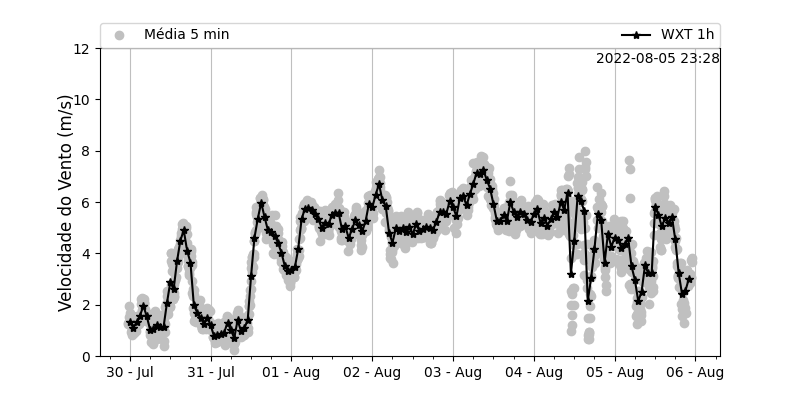 Média 5 min
WXT 1h
2022-08-05 23:28
Velocidade do Vento (m/s)
12
10
8
6
4
2
0
30 - Jul
31 - Jul
01 - Aug
02 - Aug
03 - Aug
04 - Aug
05 - Aug
06 - Aug